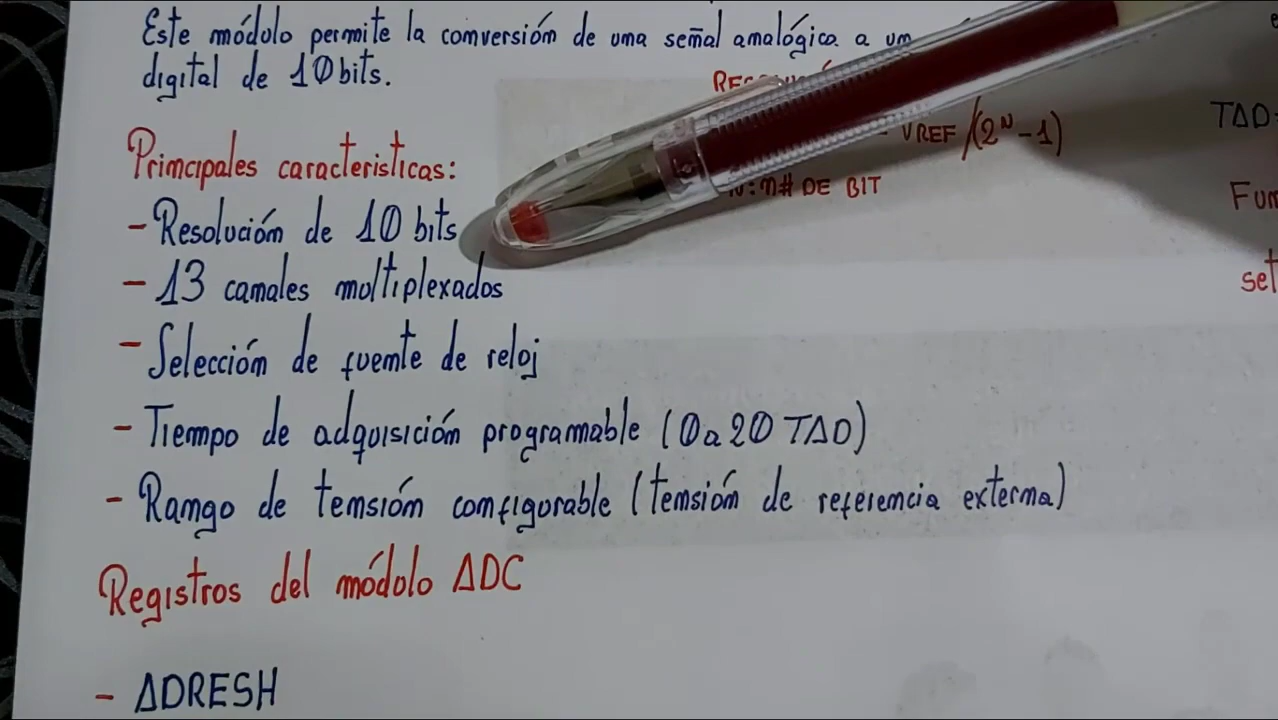 Este módulo permite la conversión de una señal analógica a un
digital de 10 bits.
VREF/(2^N - 1)
: n# DE BIT
TAD
Principales caracteristicas:
- Resolución de 10 bits
- 13 canales multiplexados
- Selección de fuente de reloj
- Tiempo de adquisición programable (0 a 20 TAD)
- Rango de tensión configurable (tensión de referencia externa)
Registros del módulo ADC
- ADRESH